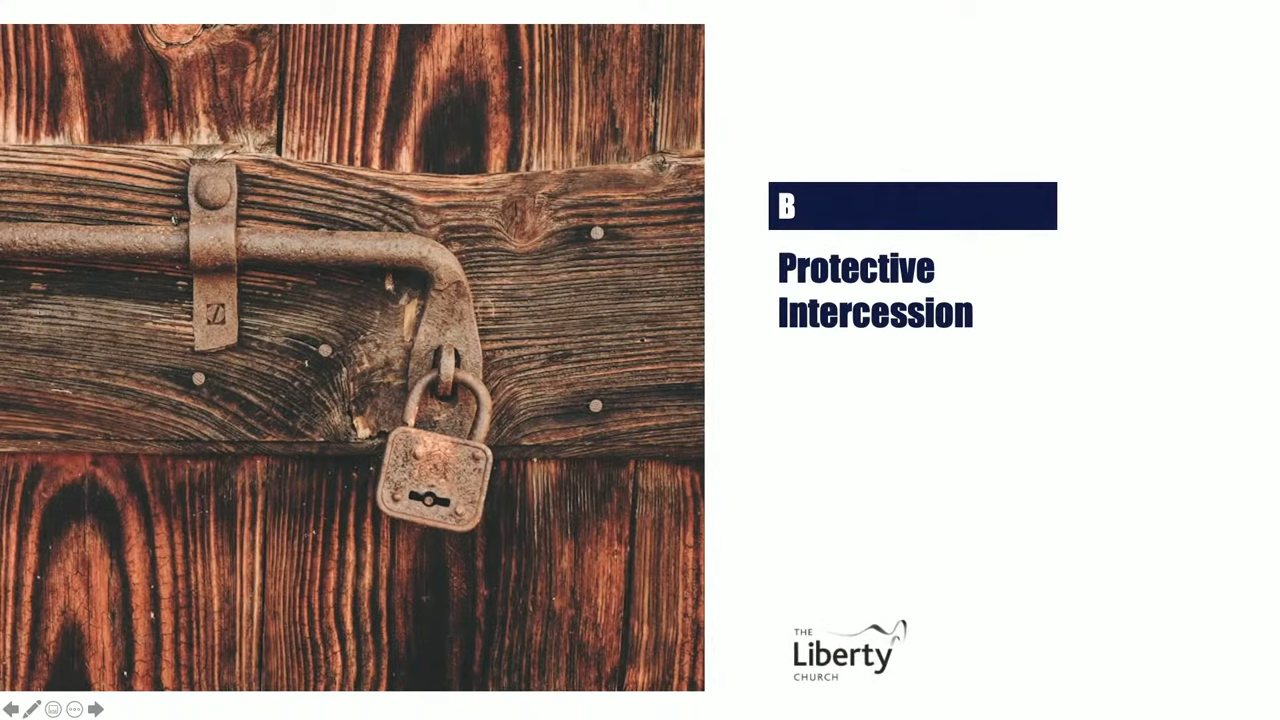 B
Protective
Intercession
THE
Liberty
CHURCH